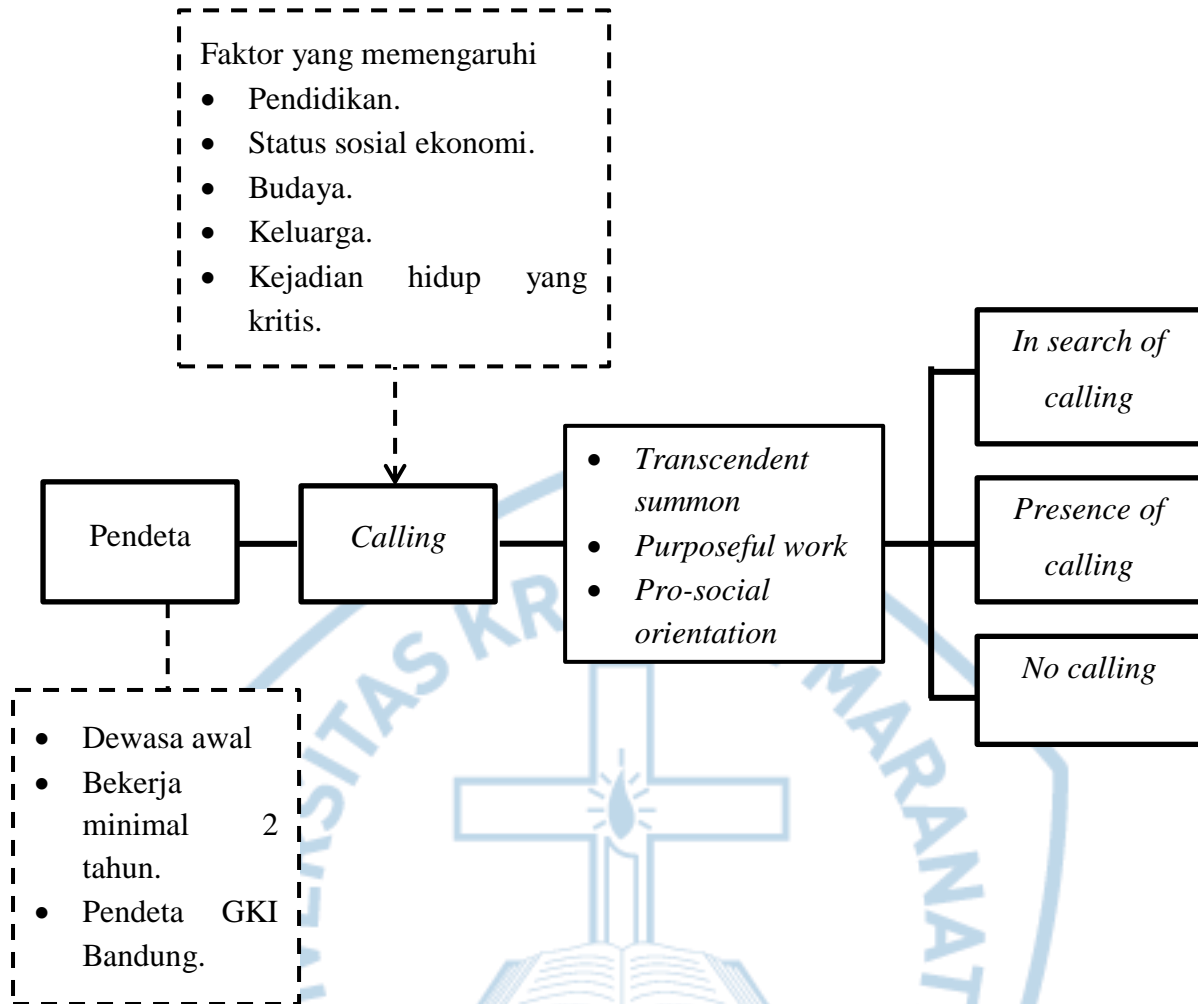 Faktor yang memengaruhi
• Pendidikan.
• Status sosial ekonomi.
• Budaya.
• Keluarga.
• Kejadian hidup yang
kritis.
Pendeta
Calling
• Transcendent
summon
• Purposeful work
• Pro-social
orientation
In search of
calling
Presence of
calling
No calling
• Dewasa awal
• Bekerja
minimal 2
tahun.
• Pendeta GKI
Bandung.